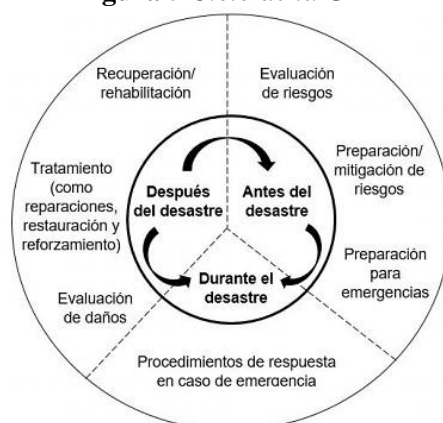 Recuperación/
rehabilitación
Evaluación
de riesgos
Preparación/
mitigación de
riesgos
Preparación
para
emergencias
Procedimientos de respuesta
en caso de emergencia
Evaluación
de daños
Tratamiento
(como
reparaciones,
restauración y
reforzamiento)
Después
del desastre
Antes del
desastre
Durante el
desastre